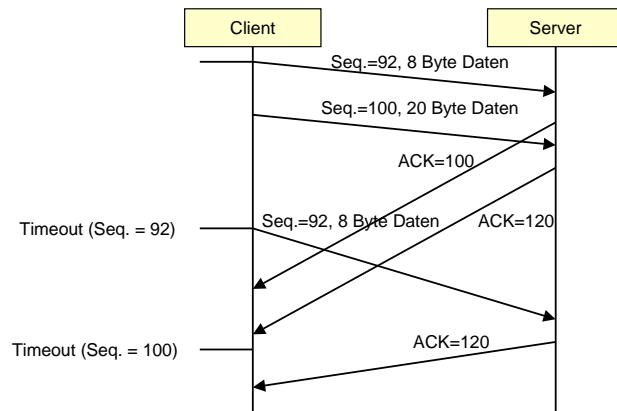 Client
Server
Seq.=92, 8 Byte Daten
Seq.=100, 20 Byte Daten
ACK=100
Timeout (Seq. = 92)
Seq.=92, 8 Byte Daten
ACK=120
Timeout (Seq. = 100)
ACK=120